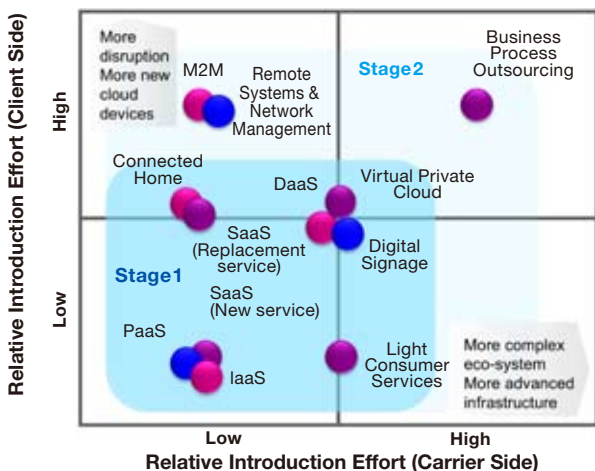 More
disruption
More new
cloud
devices
M2M
Remote
Systems &
Network
Management
Stage2
Business
Process
Outsourcing
Connected
Home
DaaS
Virtual Private
Cloud
SaaS
(Replacement
service)
Digital
Signage
Stage1
SaaS
(New service)
PaaS
IaaS
Light
Consumer
Services
More complex
eco-system
More advanced
infrastructure
High
Low
Relative Introduction Effort (Client Side)
Low
High
Relative Introduction Effort (Carrier Side)